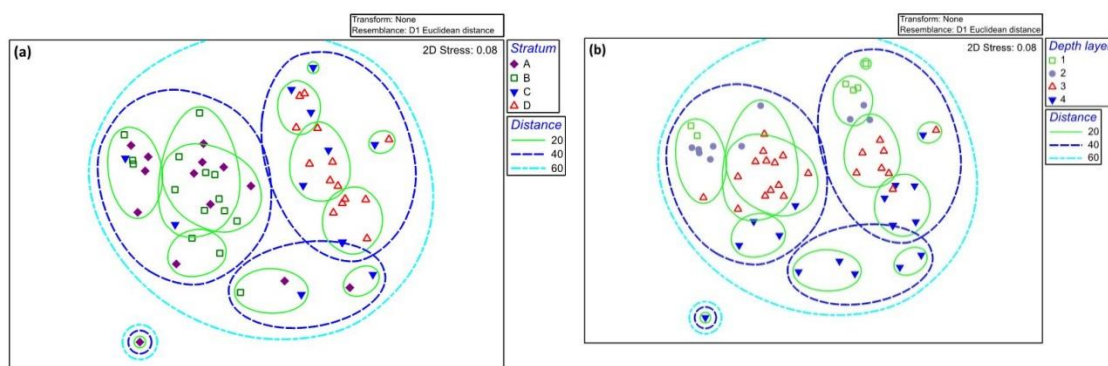 Transform: None
Resemblance: D1 Euclidean distance
(a)
2D Stress: 0.08
Stratum
A
B
C
D
Distance
20
40
60
Transform: None
Resemblance: D1 Euclidean distance
(b)
2D Stress: 0.08
Depth layer
1
2
3
4
Distance
20
40
60